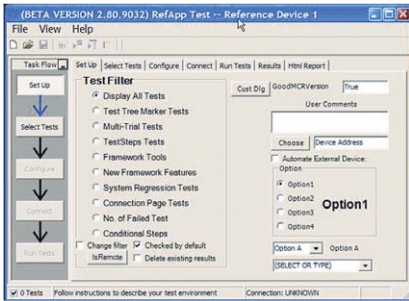 (BETA VERSION 2.80.9032) RefApp Test -- Reference Device 1
File View Help
Task Flow
Set Up Select Tests Configure Connect Run Tests Results Html Report
Set Up
Select Tests
Configure
Connect
Run Tests
Test Filter
Display All Tests
Test Tree Marker Tests
Multi-Trial Tests
TestSteps Tests
Framework Tools
New Framework Features
System Regression Tests
Connection Page Tests
No. of Failed Test
Conditional Steps
Change filter Checked by default
IsRemote Delete existing results
Cust Dlg GoodMCRVersion True
User Comments
Choose Device Address
Automate External Device:
Option
Option1
Option2
Option3
Option4
Option1
Option A Option A
(SELECT OR TYPE)
0 Tests Follow instructions to describe your test environment Connection: UNKNOWN